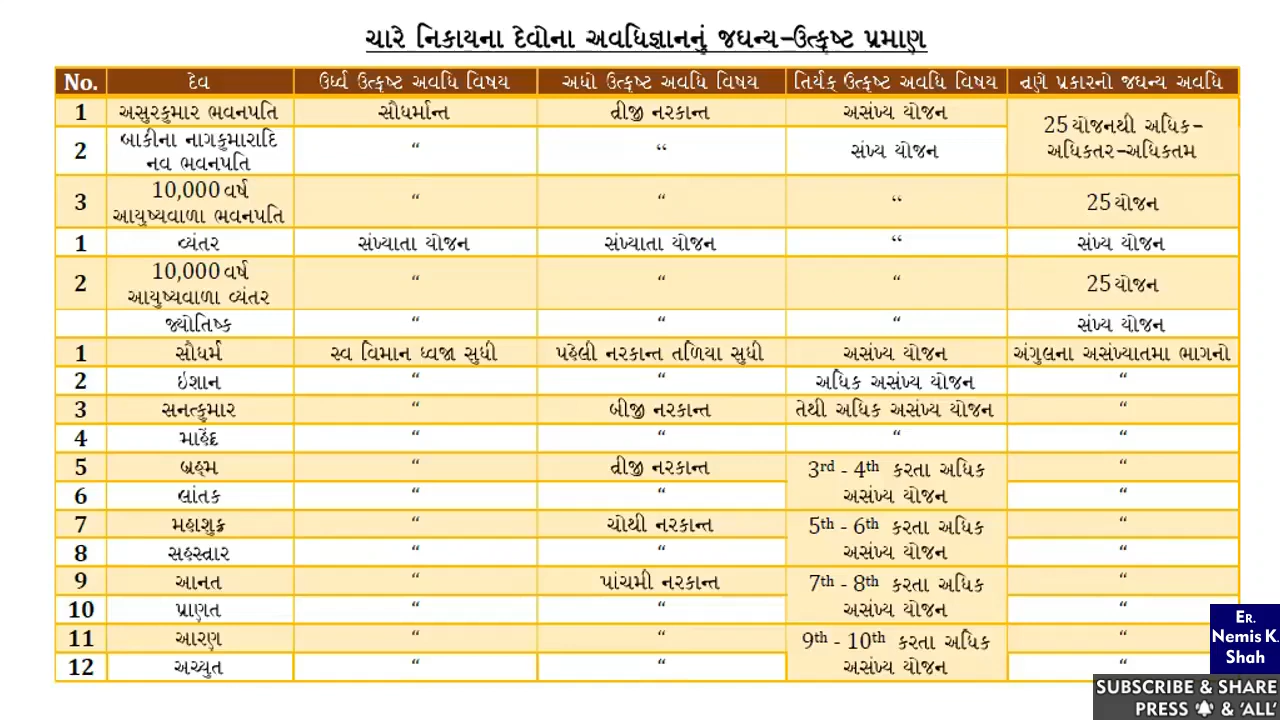 ચારે નિકાયના દેવોના અવધિજ્ઞાનનું જઘન્ય-ઉત્કૃષ્ટ પ્રમાણ
No. દેવ ઉર્ધ્વ ઉત્કૃષ્ટ અવધિ વિષય અધો ઉત્કૃષ્ટ અવધિ વિષય તિર્યક્ ઉત્કૃષ્ટ અવધિ વિષય ત્રણે પ્રકારનો જઘન્ય અવધિ
1 અસુરકુમાર ભવનપતિ સૌધર્માન્ત ત્રીજી નરકાન્ત અસંખ્ય યોજન 25 યોજનથી અધિક-
અધિકતર-અધિકતમ
2 બાકીના નાગકુમારાદિ
નવ ભવનપતિ “ “ સંખ્ય યોજન
3 10,000 વર્ષ
આયુષ્યવાળા ભવનપતિ “ “ “ 25 યોજન
1 વ્યંતર સંખ્યાતા યોજન સંખ્યાતા યોજન “ સંખ્ય યોજન
2 10,000 વર્ષ
આયુષ્યવાળા વ્યંતર “ “ “ 25 યોજન
જ્યોતિષ્ક “ “ “ સંખ્ય યોજન
1 સૌધર્મ સ્વ વિમાન ધ્વજા સુધી પહેલી નરકાન્ત તળિયા સુધી અસંખ્ય યોજન અંગુલના અસંખ્યાતમા ભાગનો
2 ઇશાન “ “ અધિક અસંખ્ય યોજન “
3 સનત્કુમાર “ બીજી નરકાન્ત તેથી અધિક અસંખ્ય યોજન “
4 માહેંદ્ર “ “ “ “
5 બ્રહ્મ “ ત્રીજી નરકાન્ત 3rd - 4th કરતા અધિક “
6 લાંતક “ “ અસંખ્ય યોજન “
7 મહાશુક્ર “ ચોથી નરકાન્ત 5th - 6th કરતા અધિક “
8 સહસ્ત્રાર “ “ અસંખ્ય યોજન “
9 આનત “ પાંચમી નરકાન્ત 7th - 8th કરતા અધિક “
10 પ્રાણત “ “ અસંખ્ય યોજન “
11 આરણ “ “ 9th - 10th કરતા અધિક “
12 અચ્યુત “ “ અસંખ્ય યોજન “
ER.
Nemis K.
Shah
SUBSCRIBE & SHARE
PRESS & ‘ALL’